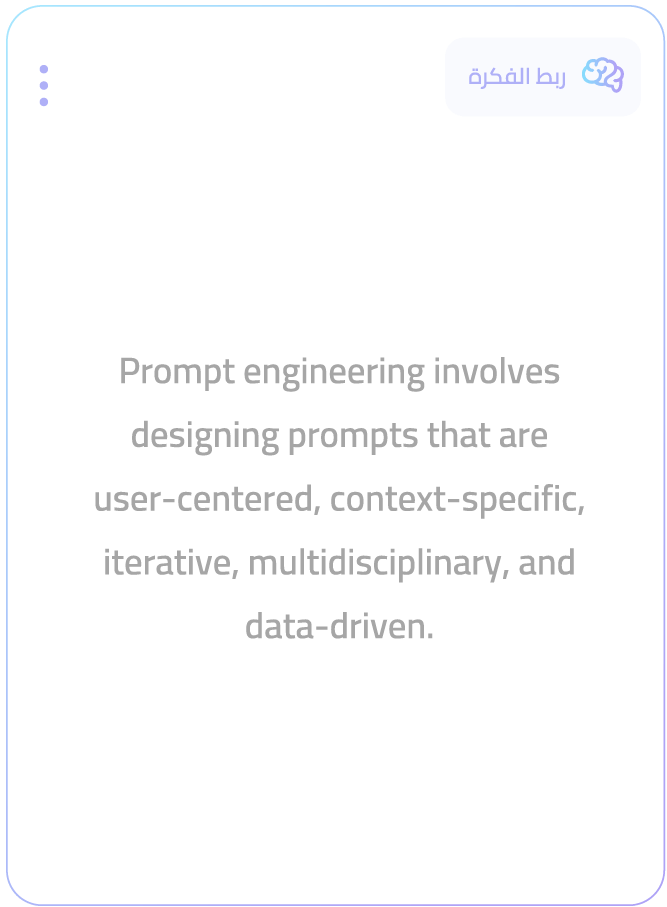 ربط الفكرة
Prompt engineering involves
designing prompts that are
user-centered, context-specific,
iterative, multidisciplinary, and
data-driven.